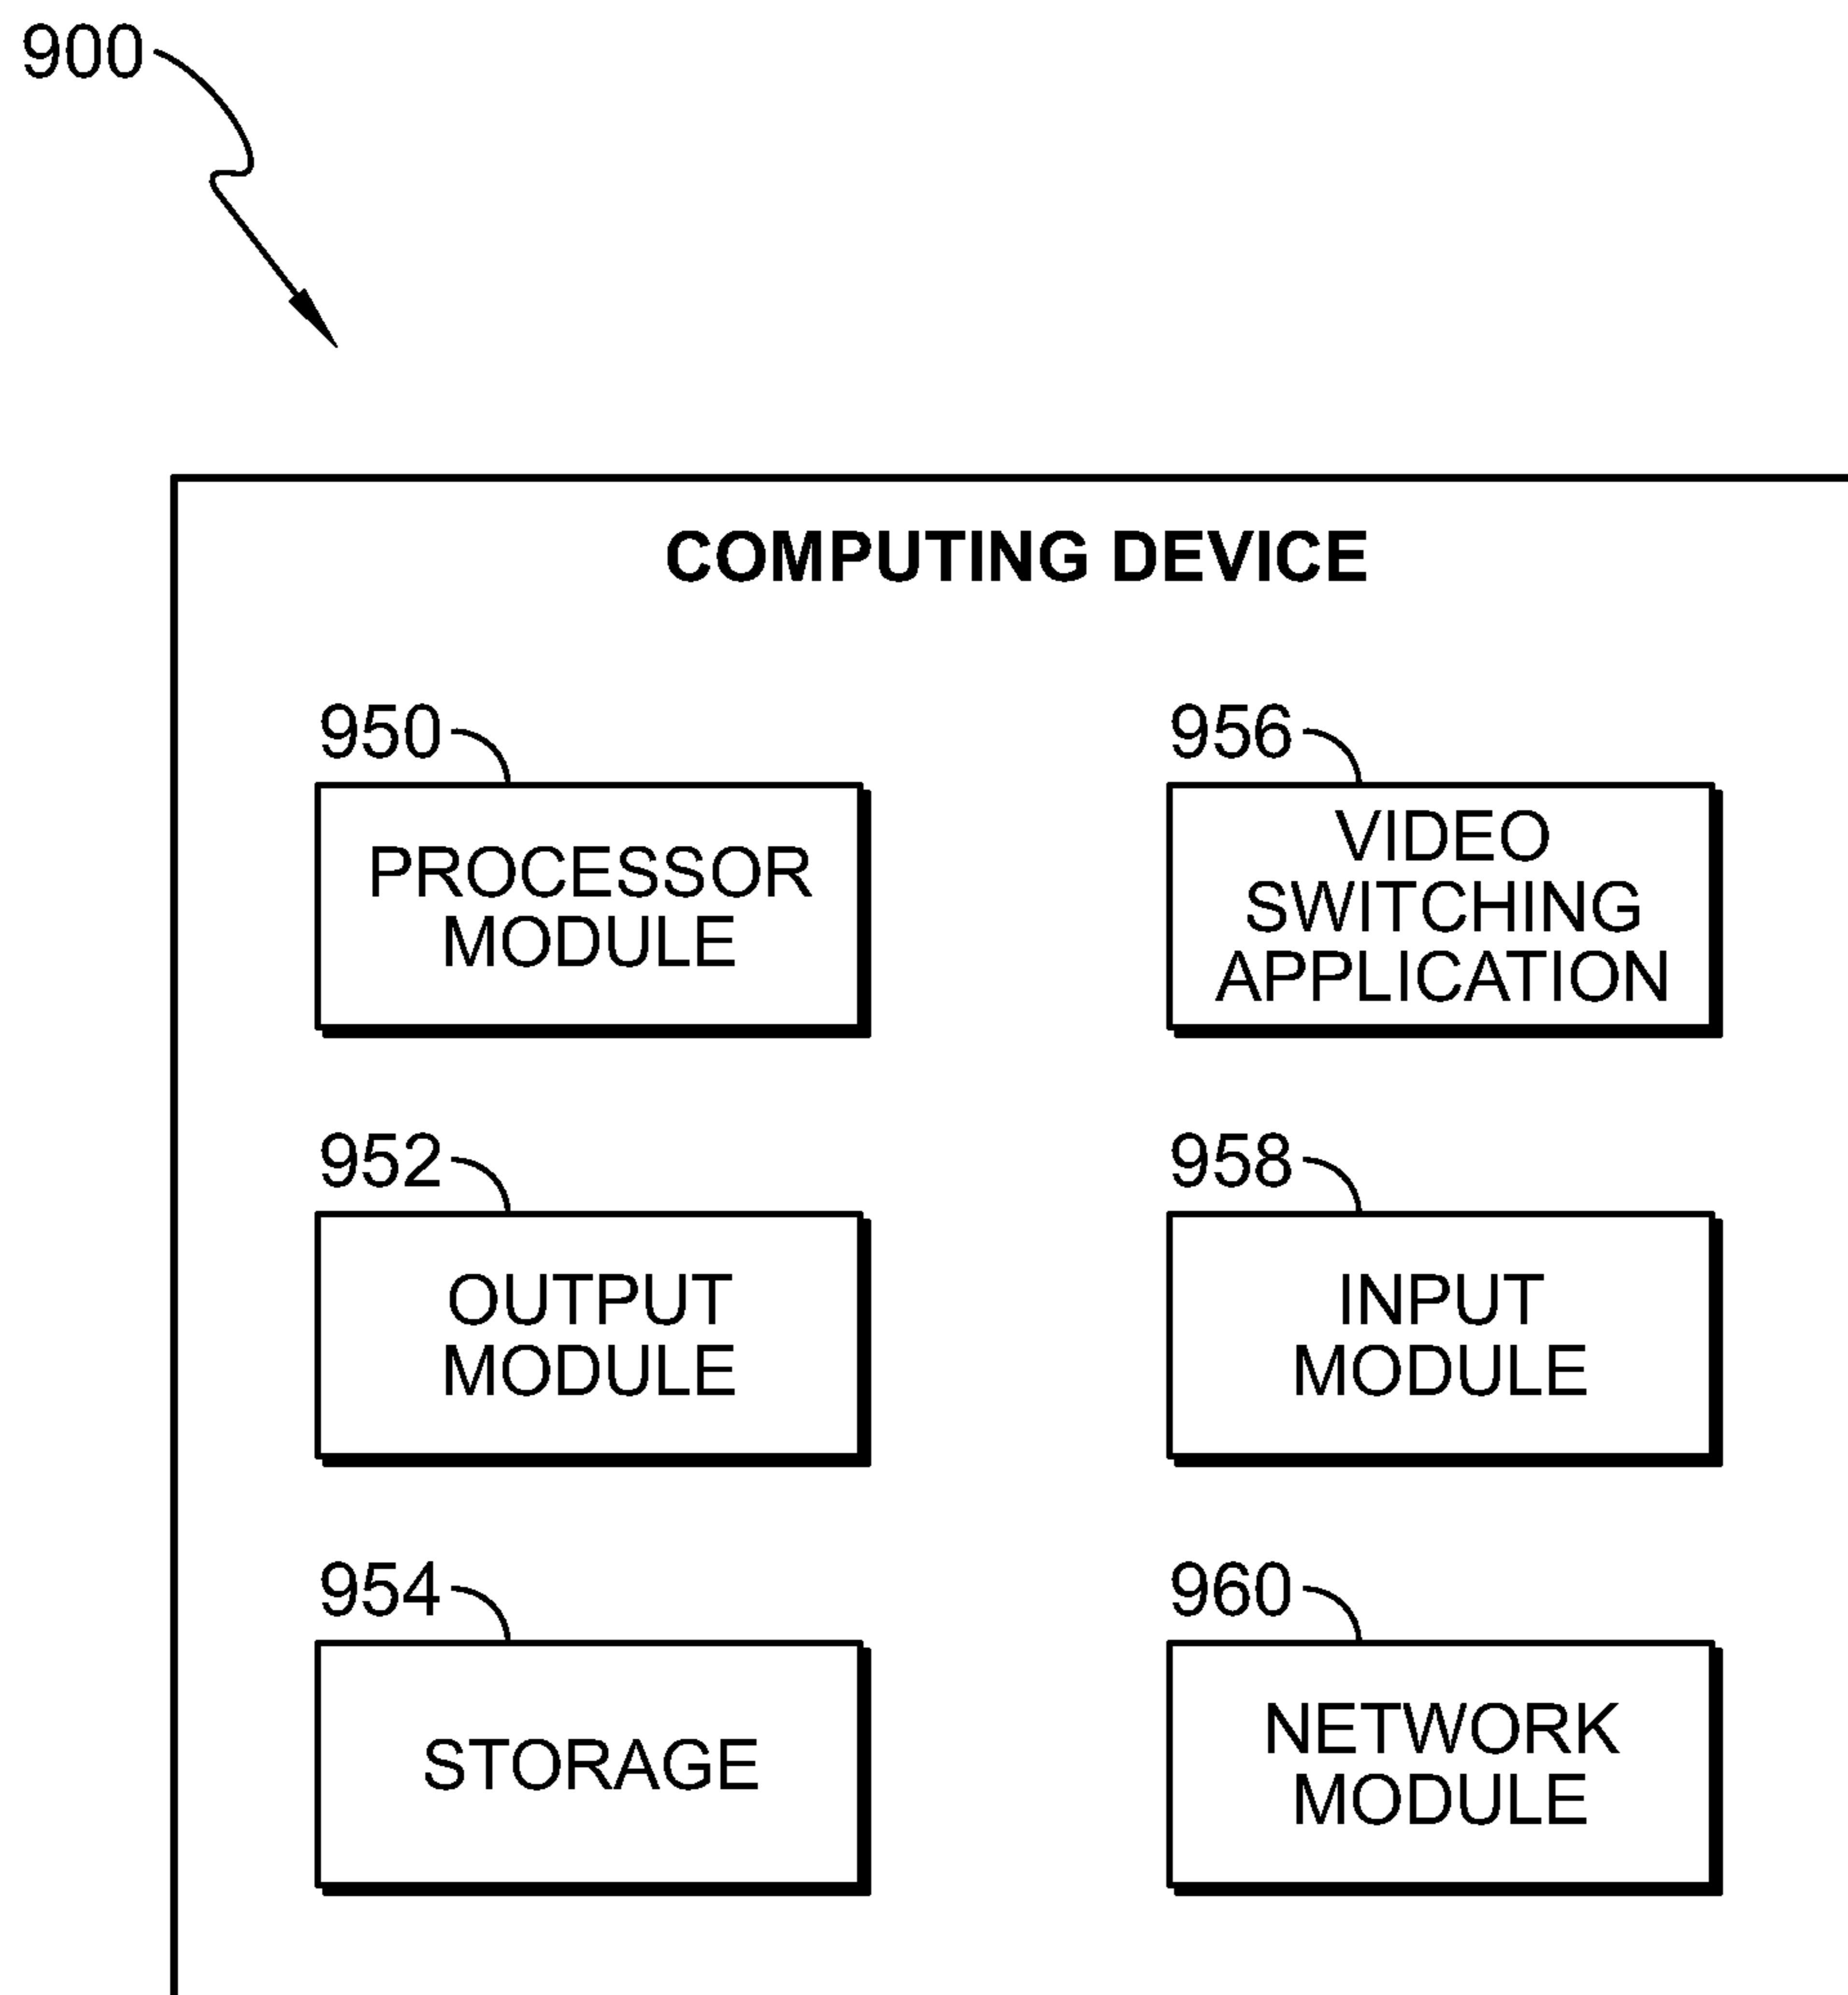 900
COMPUTING DEVICE
950
PROCESSOR
MODULE
956
VIDEO
SWITCHING
APPLICATION
952
OUTPUT
MODULE
958
INPUT
MODULE
954
STORAGE
960
NETWORK
MODULE